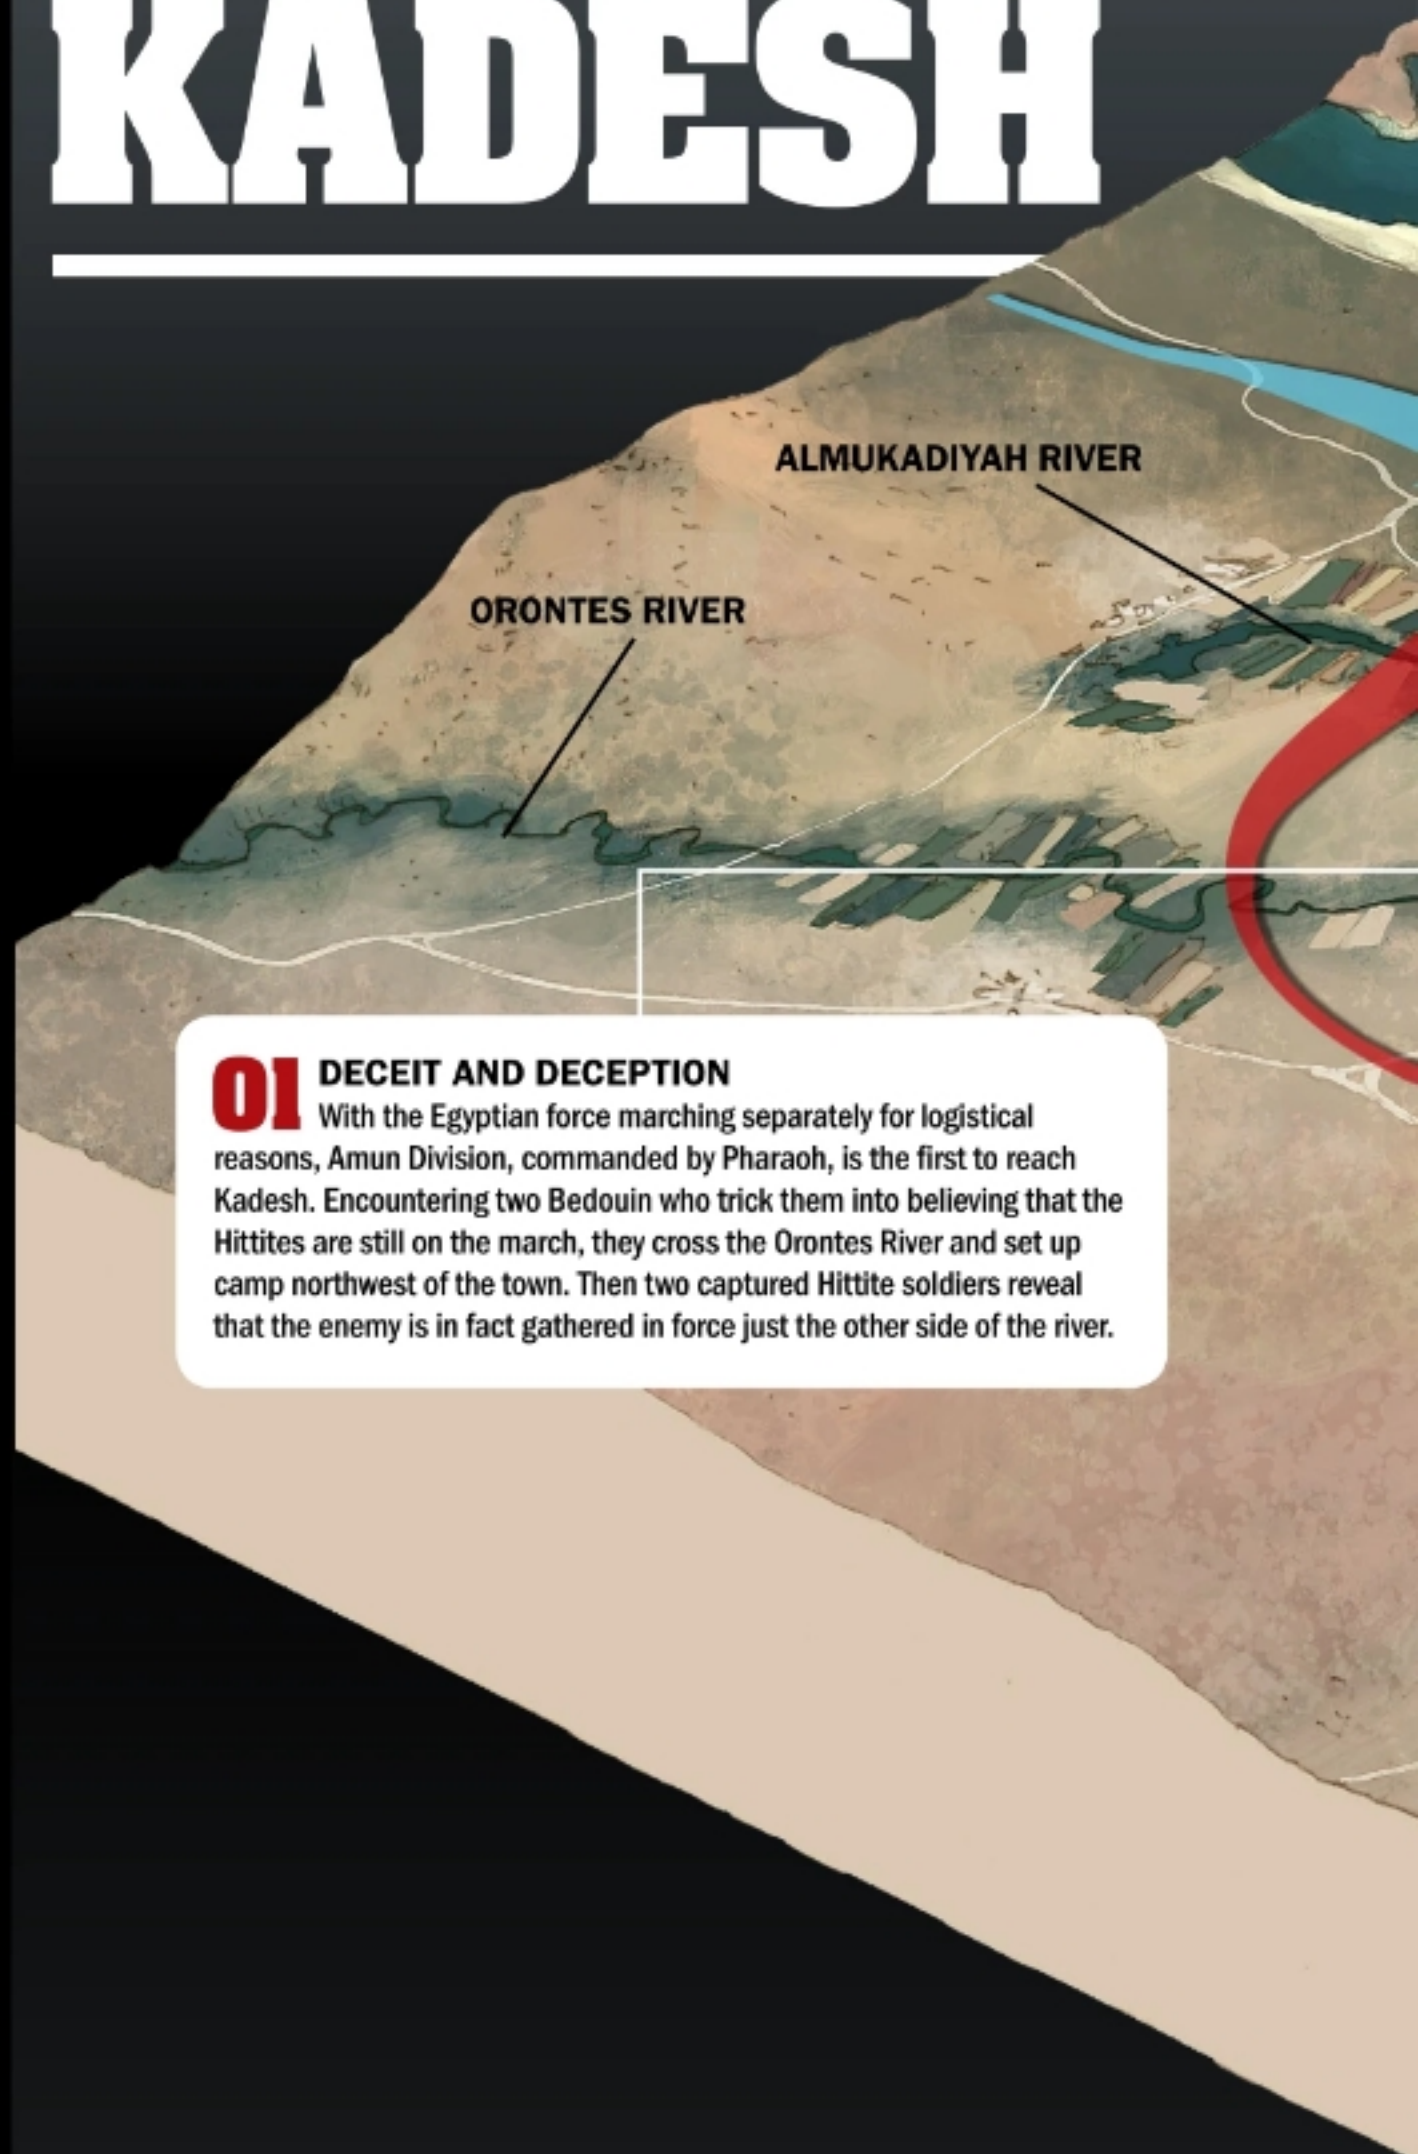 KADESH
ALMUKADIYAH RIVER
ORONTES RIVER
01 DECEIT AND DECEPTION
With the Egyptian force marching separately for logistical
reasons, Amun Division, commanded by Pharaoh, is the first to reach
Kadesh. Encountering two Bedouin who trick them into believing that the
Hittites are still on the march, they cross the Orontes River and set up
camp northwest of the town. Then two captured Hittite soldiers reveal
that the enemy is in fact gathered in force just the other side of the river.